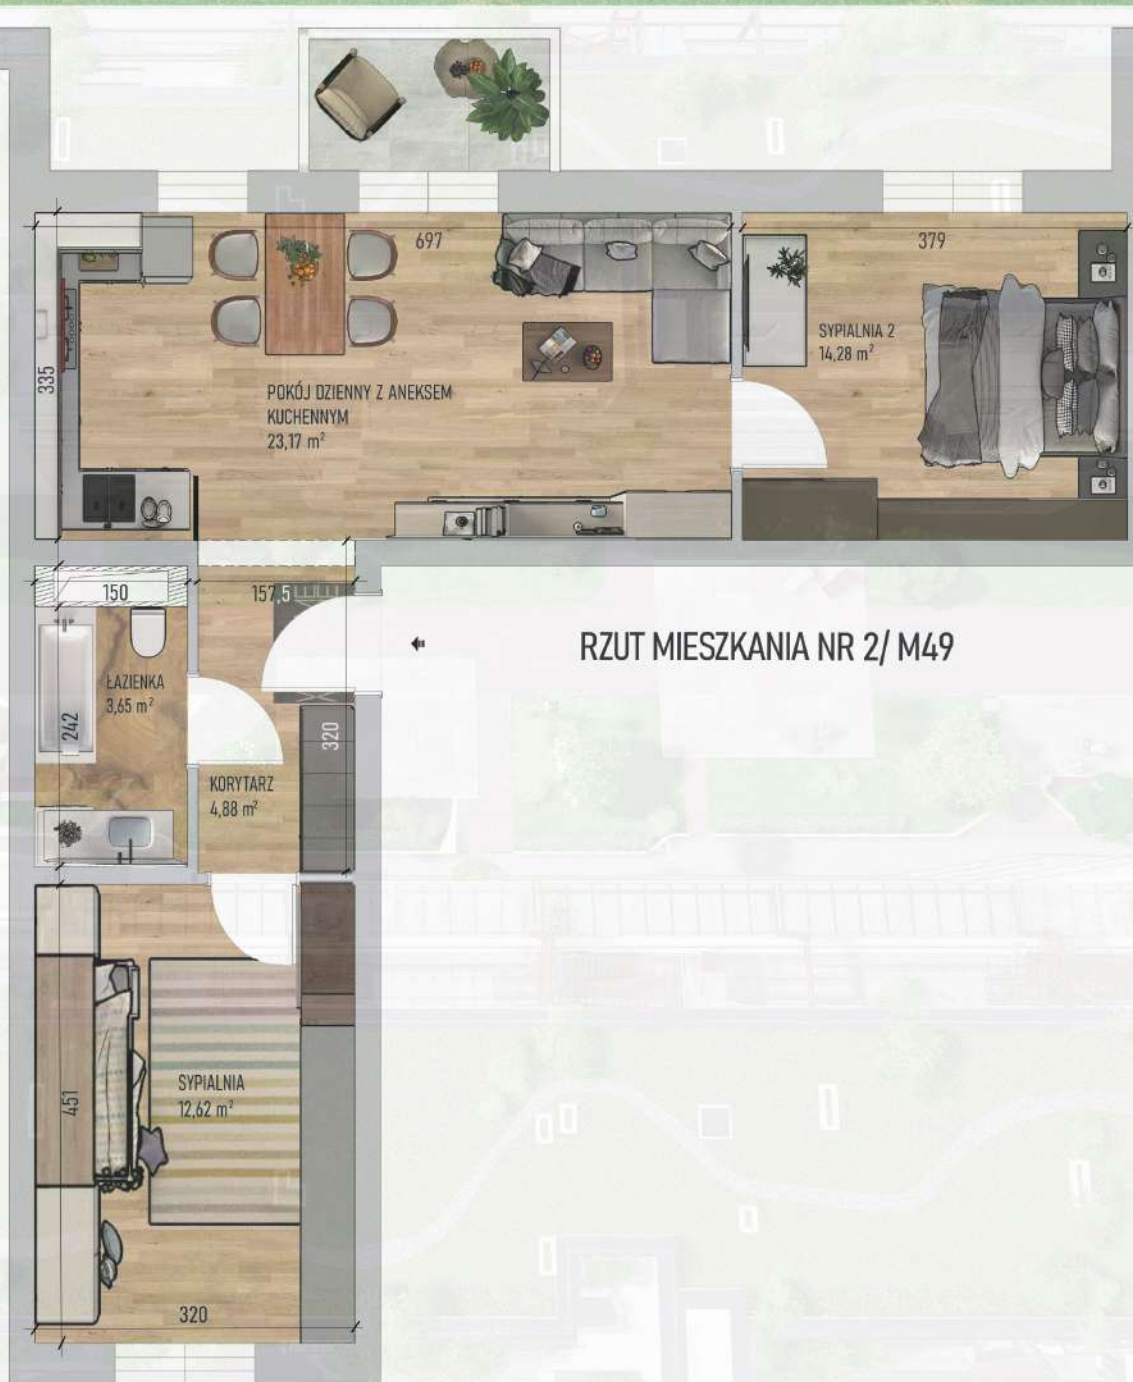 697
379
335
SYPIALNIA 2
14,28 m²
POKÓJ DZIENNY Z ANEKSEM
KUCHENNYM
23,17 m²
150
157,5
RZUT MIESZKANIA NR 2/ M49
ŁAZIENKA
3,65 m²
242
320
KORYTARZ
4,88 m²
SYPIALNIA
12,62 m²
451
320